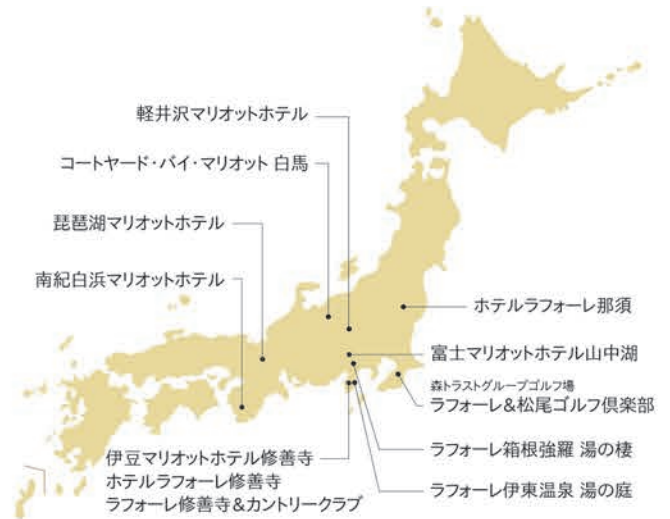 軽井沢マリオットホテル
コートヤード・バイ・マリオット 白馬
琵琶湖マリオットホテル
南紀白浜マリオットホテル
ホテルラフォーレ那須
富士マリオットホテル山中湖
森トラストグループゴルフ場
ラフォーレ&松尾ゴルフ倶楽部
ラフォーレ箱根強羅 湯の棲
ラフォーレ伊東温泉 湯の庭
伊豆マリオットホテル修善寺
ホテルラフォーレ修善寺
ラフォーレ修善寺&カントリークラブ